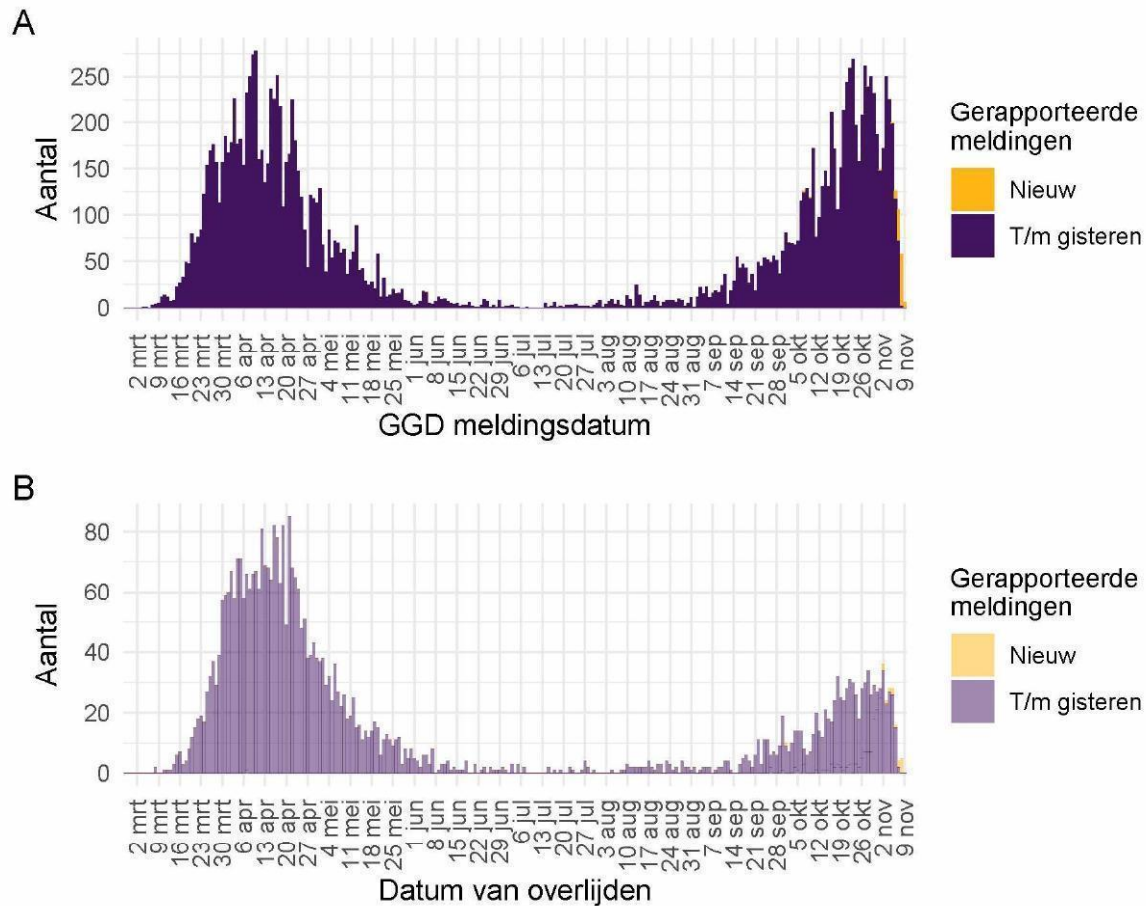 A
250
200
150
100
50
0
Aantal
2 mrt
9 mrt
16 mrt
23 mrt
30 mrt
6 apr
13 apr
20 apr
27 apr
4 mei
11 mei
18 mei
25 mei
1 jun
8 jun
15 jun
22 jun
29 jun
6 jul
13 jul
20 jul
27 jul
3 aug
10 aug
17 aug
24 aug
31 aug
7 sep
14 sep
21 sep
28 sep
5 okt
12 okt
19 okt
26 okt
2 nov
9 nov
GGD meldingsdatum
Gerapporteerde
meldingen
Nieuw
T/m gisteren
B
80
60
40
20
0
Aantal
2 mrt
9 mrt
16 mrt
23 mrt
30 mrt
6 apr
13 apr
20 apr
27 apr
4 mei
11 mei
18 mei
25 mei
1 jun
8 jun
15 jun
22 jun
29 jun
6 jul
13 jul
20 jul
27 jul
3 aug
10 aug
17 aug
24 aug
31 aug
7 sep
14 sep
21 sep
28 sep
5 okt
12 okt
19 okt
26 okt
2 nov
9 nov
Datum van overlijden
Gerapporteerde
meldingen
Nieuw
T/m gisteren